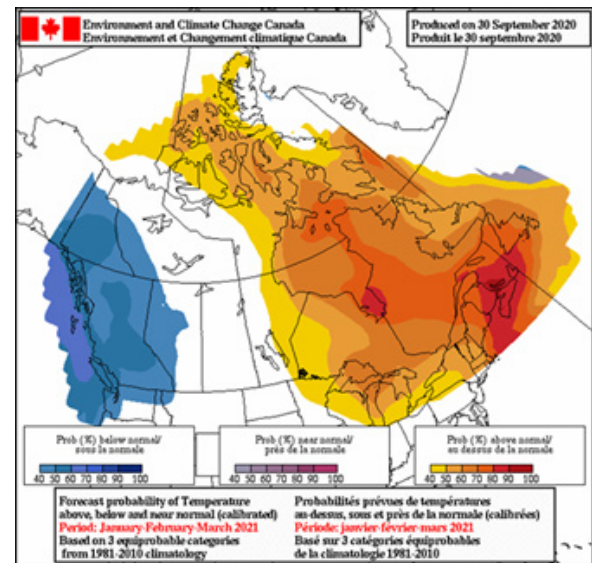 Environment and Climate Change Canada
Environnement et Changement climatique Canada
Produced on 30 September 2020
Produit le 30 septembre 2020
Prob (%) below normal/
sous la normale
40 50 60 70 80 90 100
Prob (%) near normal/
près de la normale
40 50 60 70 80 90 100
Prob (%) above normal/
au dessus de la normale
40 50 60 70 80 90 100
Forecast probability of Temperature
above, below and near normal (calibrated)
Period: January-February-March 2021
Based on 3 equiprobable categories
from 1981-2010 climatology
Probabilités prévues de températures
au-dessus, sous et près de la normale (calibrées)
Période: janvier-février-mars 2021
Basé sur 3 catégories équiprobables
de la climatologie 1981-2010